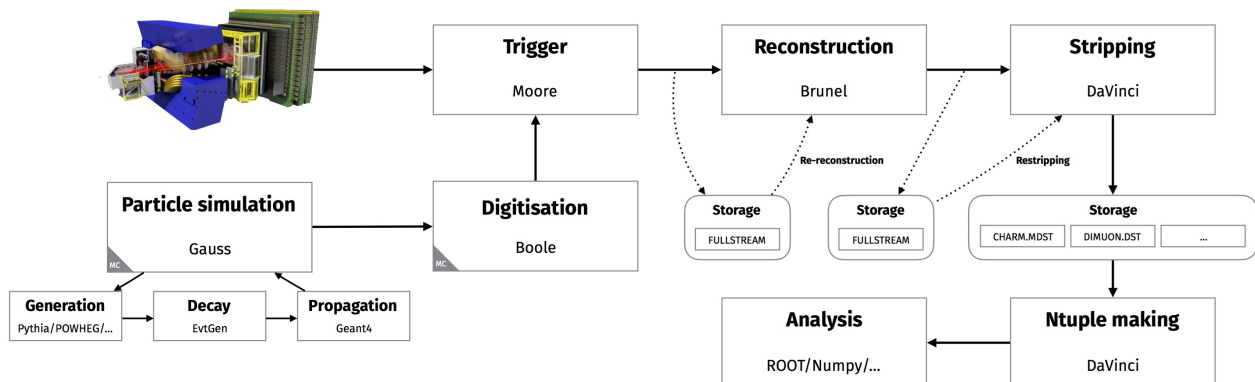 Trigger
Moore
Reconstruction
Brunel
Stripping
DaVinci
Re-reconstruction
Restripping
Particle simulation
Gauss
MC
Digitisation
Boole
MC
Storage
FULLSTREAM
Storage
FULLSTREAM
Storage
CHARM.MDST
DIMUON.DST
...
Generation
Pythia/POWHEG/...
Decay
EvtGen
Propagation
Geant4
Analysis
ROOT/Numpy/...
Ntuple making
DaVinci